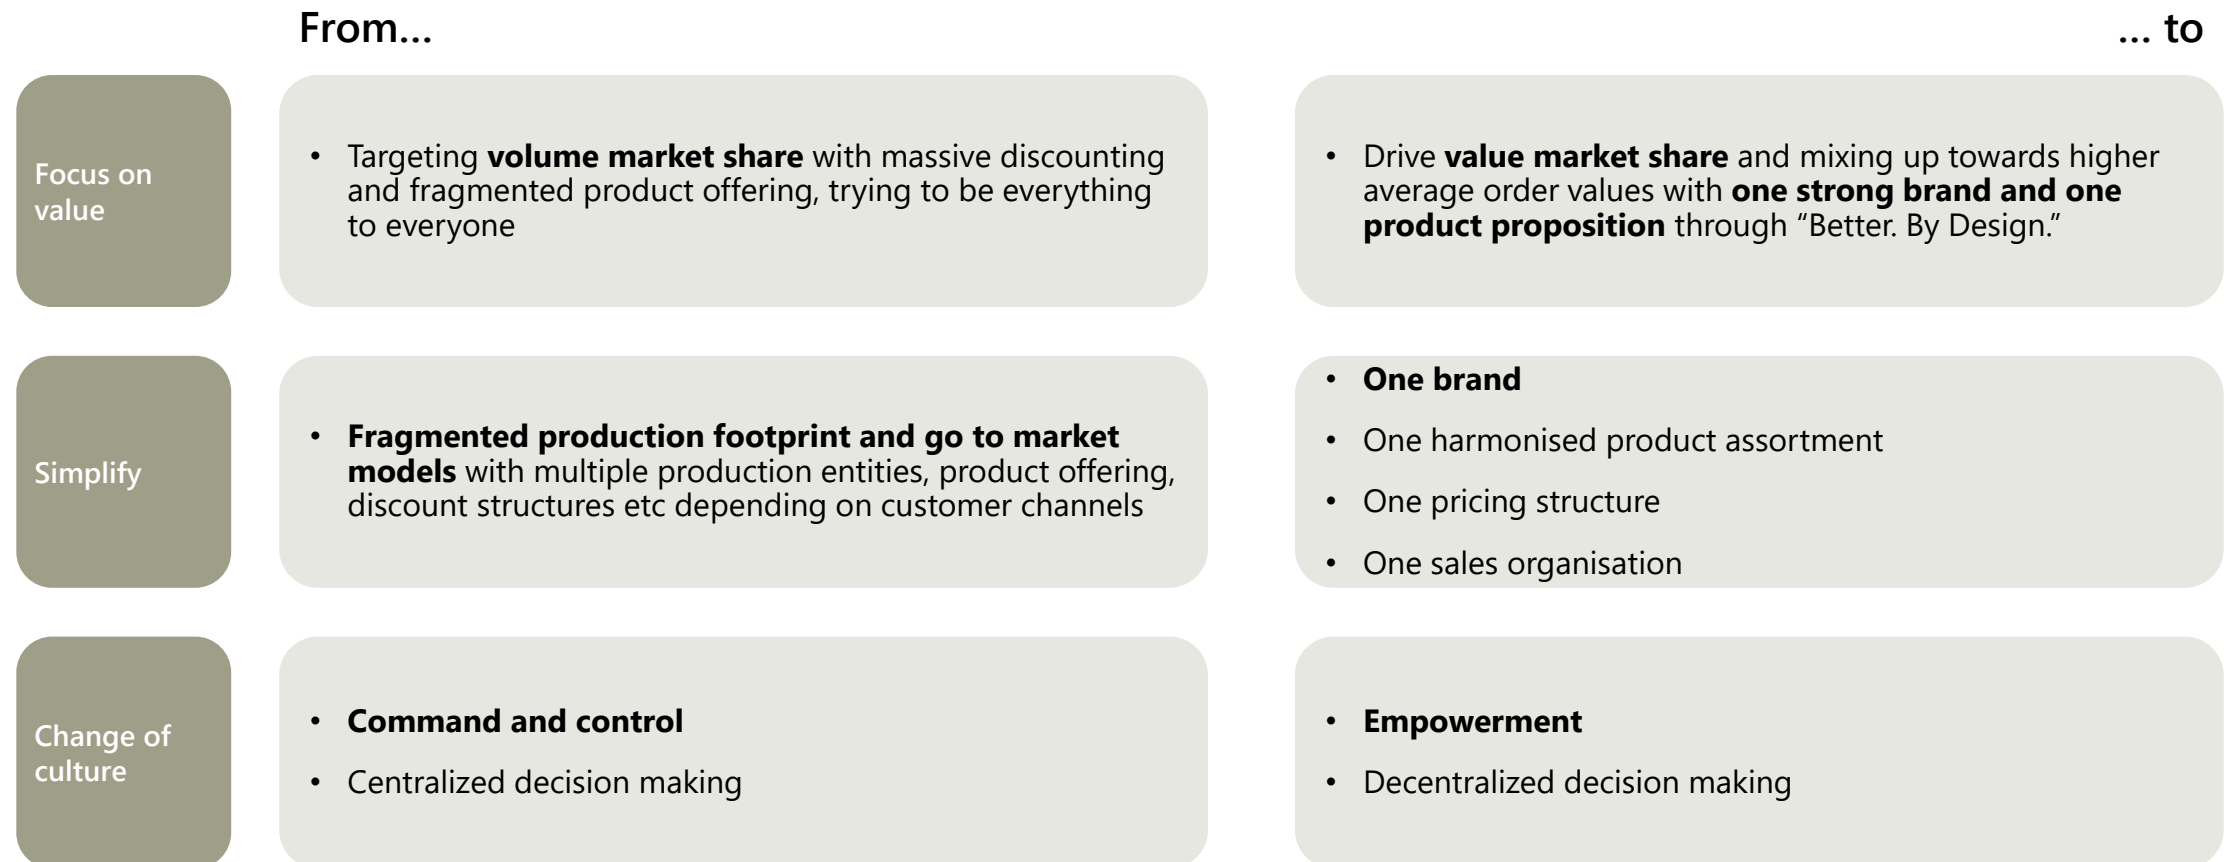 From...
... to
Focus on
value
• Targeting volume market share with massive discounting
and fragmented product offering, trying to be everything
to everyone
• Drive value market share and mixing up towards higher
average order values with one strong brand and one
product proposition through “Better. By Design.”
Simplify
• Fragmented production footprint and go to market
models with multiple production entities, product offering,
discount structures etc depending on customer channels
• One brand
• One harmonised product assortment
• One pricing structure
• One sales organisation
Change of
culture
• Command and control
• Centralized decision making
• Empowerment
• Decentralized decision making